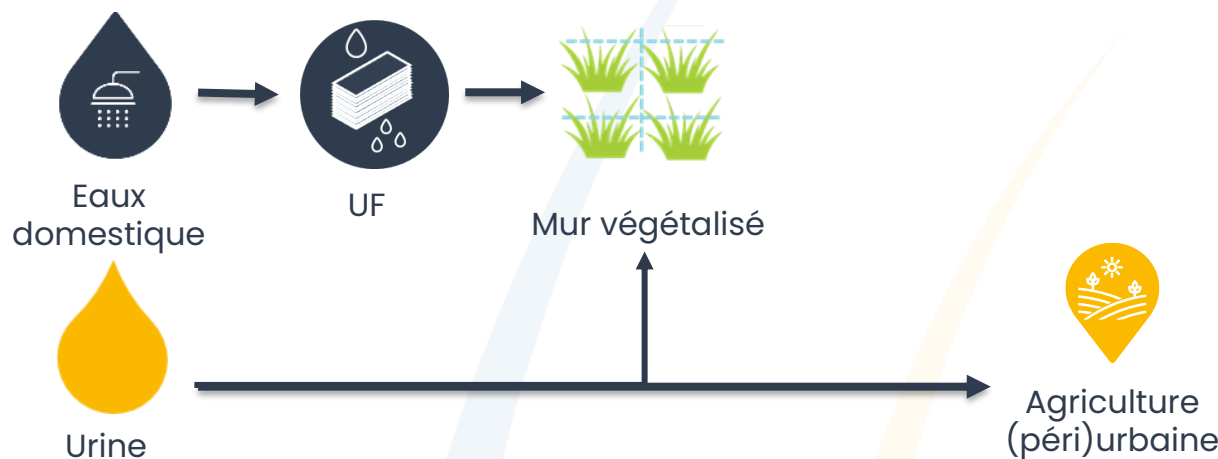 Eaux
domestique
UF
Mur végétalisé
Urine
Agriculture
(péri)urbaine